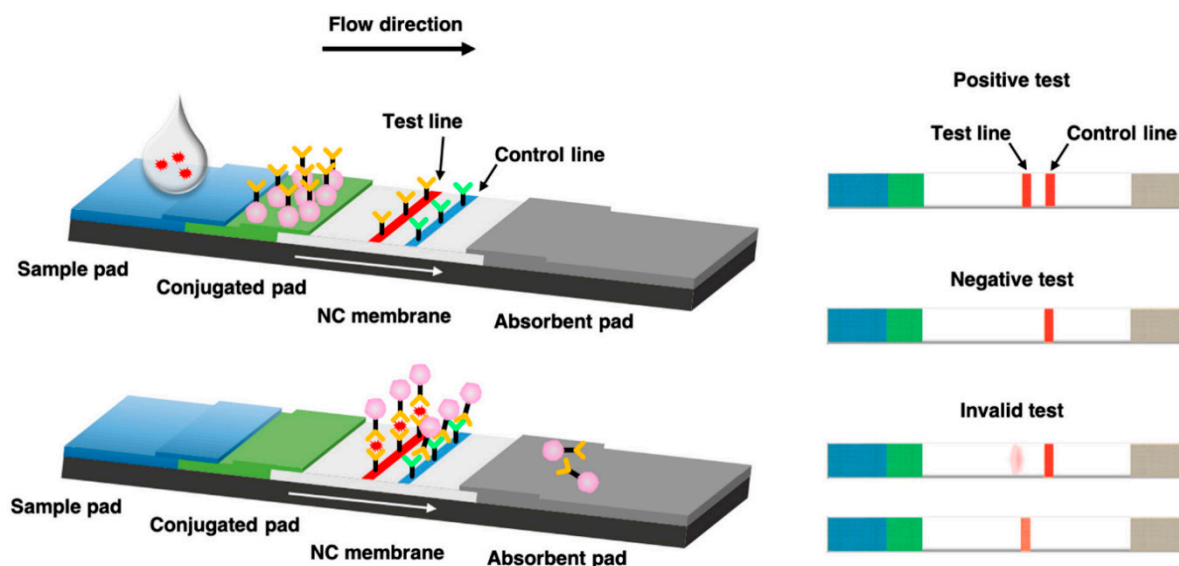 Flow direction
Test line
Control line
Sample pad
Conjugated pad
NC membrane
Absorbent pad
Sample pad
Conjugated pad
NC membrane
Absorbent pad
Positive test
Test line
Control line
Negative test
Invalid test